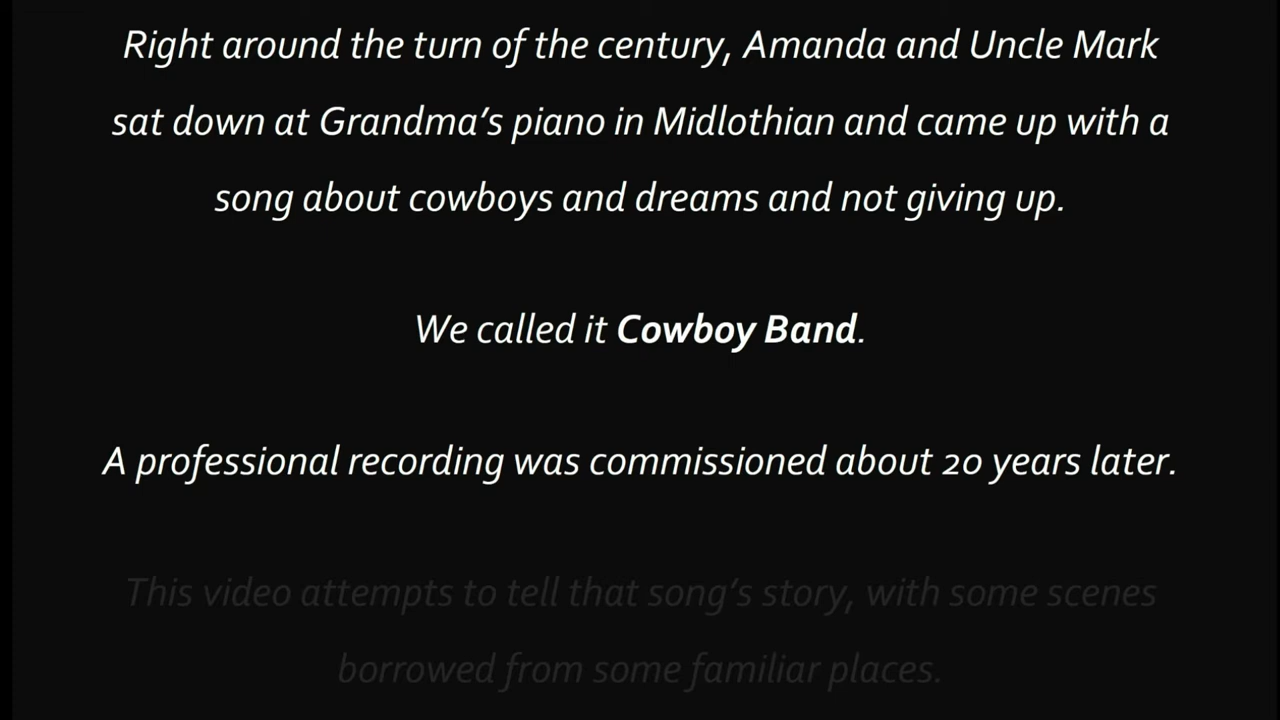 Right around the turn of the century, Amanda and Uncle Mark
sat down at Grandma's piano in Midlothian and came up with a
song about cowboys and dreams and not giving up.
We called it Cowboy Band.
A professional recording was commissioned about 20 years later.
This video attempts to tell that song's story, with some scenes
borrowed from some familiar places.